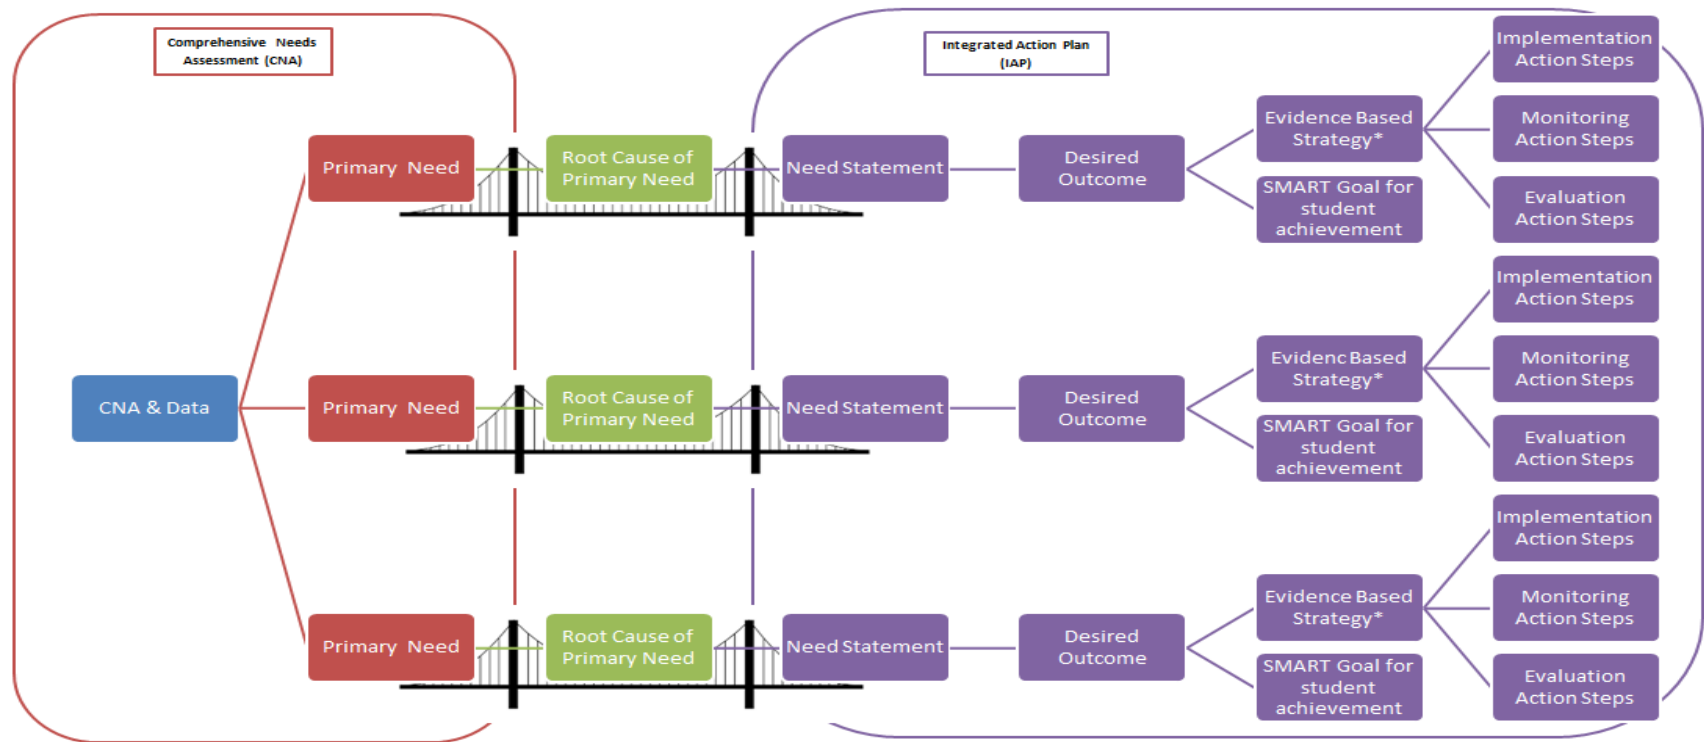 Comprehensive Needs
Assessment (CNA)
Integrated Action Plan
(IAP)
CNA & Data
Primary Need
Root Cause of
Primary Need
Need Statement
Desired
Outcome
Evidence Based
Strategy*
SMART Goal for
student
achievement
Implementation
Action Steps
Monitoring
Action Steps
Evaluation
Action Steps
Primary Need
Root Cause of
Primary Need
Need Statement
Desired
Outcome
Evidenc Based
Strategy*
SMART Goal for
student
achievement
Implementation
Action Steps
Monitoring
Action Steps
Evaluation
Action Steps
Primary Need
Root Cause of
Primary Need
Need Statement
Desired
Outcome
Evidence Based
Strategy*
SMART Goal for
student
achievement
Implementation
Action Steps
Monitoring
Action Steps
Evaluation
Action Steps